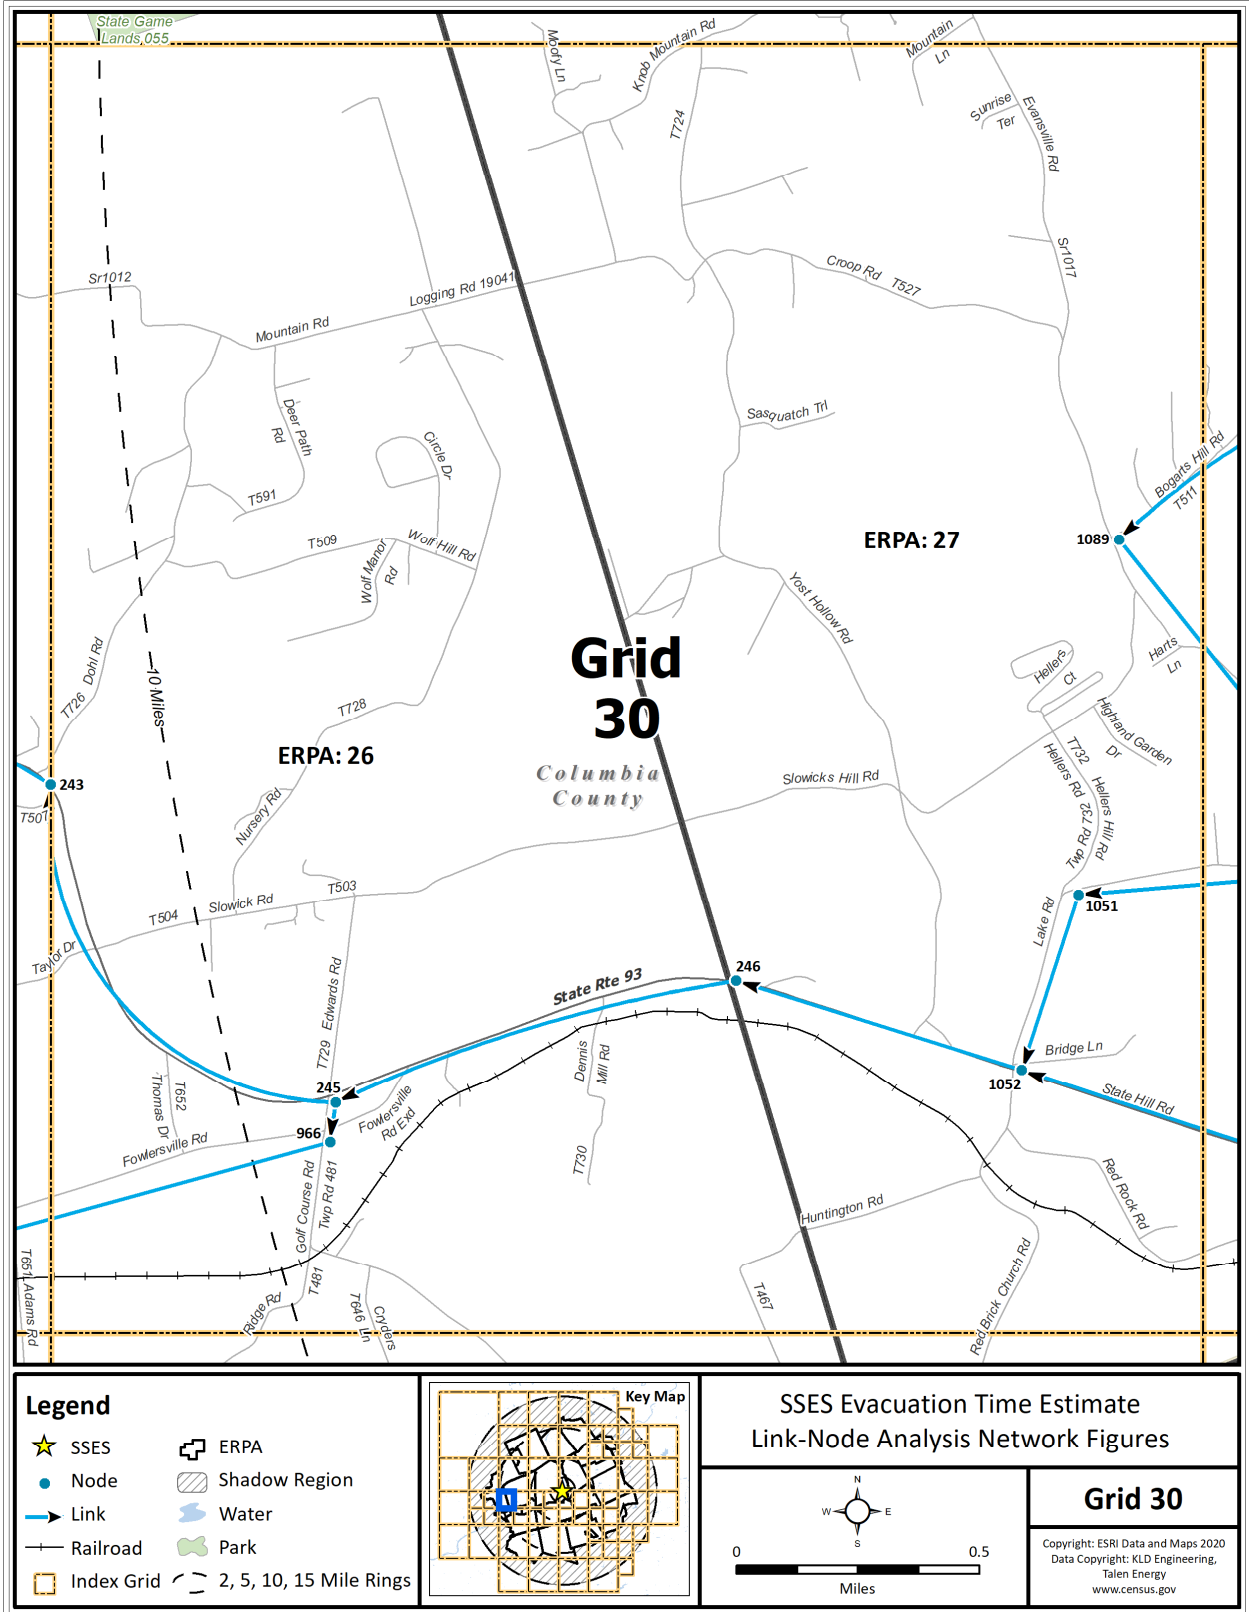 State Game
Lands 055
Moofy Ln
Knob Mountain Rd
Mountain
Ln
T724
Sunrise
Ter
Evansville Rd
Sr1017
Sr1012
Logging Rd 19041
Croop Rd
T527
Mountain Rd
Deer Path
Rd
Circle Dr
Sasquatch Trl
Bogarts Hill Rd
T511
T591
T509
Wolf Hill Rd
Wolf Manor
Rd
ERPA: 27
1089
Yost Hollow Rd
Harts
Ln
Hellers
Ct
Dohl Rd
T726
10 Miles
Grid
30
T728
Highland Garden
Dr
T732
Hellers Rd
ERPA: 26
Columbia
County
Slowicks Hill Rd
243
T507
Nursery Rd
Hellers Hill Rd
Twp Rd 732
T503
Slowick Rd
T504
1051
Lake Rd
Taylor Dr
246
State Rte 93
Edwards Rd
T729
Dennis
Mill Rd
Bridge Ln
1052
State Hill Rd
245
T652
Thomas Dr
966
Fowlersville
Rd Exd
Fowlersville Rd
T730
Golf Course Rd
Twp Rd 481
Red Rock Rd
Huntington Rd
T651
Adams Rd
T481
Ridge Rd
T646 Ln
Cryders
T467
Red Brick Church Rd
Legend
SSES
ERPA
Node
Shadow Region
Link
Water
Railroad
Park
Index Grid
2, 5, 10, 15 Mile Rings
Key Map
SSES Evacuation Time Estimate
Link-Node Analysis Network Figures
N
W
E
S
0
0.5
Miles
Grid 30
Copyright: ESRI Data and Maps 2020
Data Copyright: KLD Engineering,
Talen Energy
www.census.gov